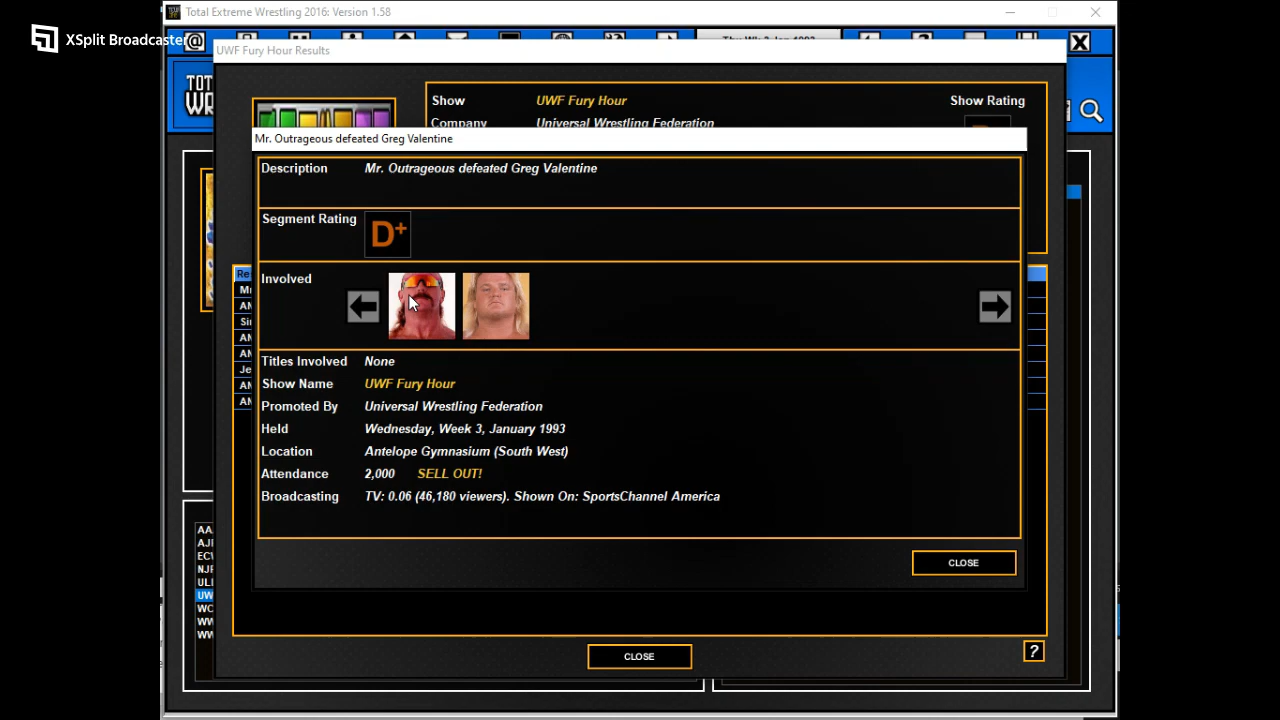 Total Extreme Wrestling 2016: Version 1.58
XSplit Broadcaster
UWF Fury Hour Results
Show UWF Fury Hour Show Rating
Company Universal Wrestling Federation
Mr. Outrageous defeated Greg Valentine
Description Mr. Outrageous defeated Greg Valentine
Segment Rating D+
Involved
Titles Involved None
Show Name UWF Fury Hour
Promoted By Universal Wrestling Federation
Held Wednesday, Week 3, January 1993
Location Antelope Gymnasium (South West)
Attendance 2,000 SELL OUT!
Broadcasting TV: 0.06 (46,180 viewers). Shown On: SportsChannel America
CLOSE
CLOSE
?